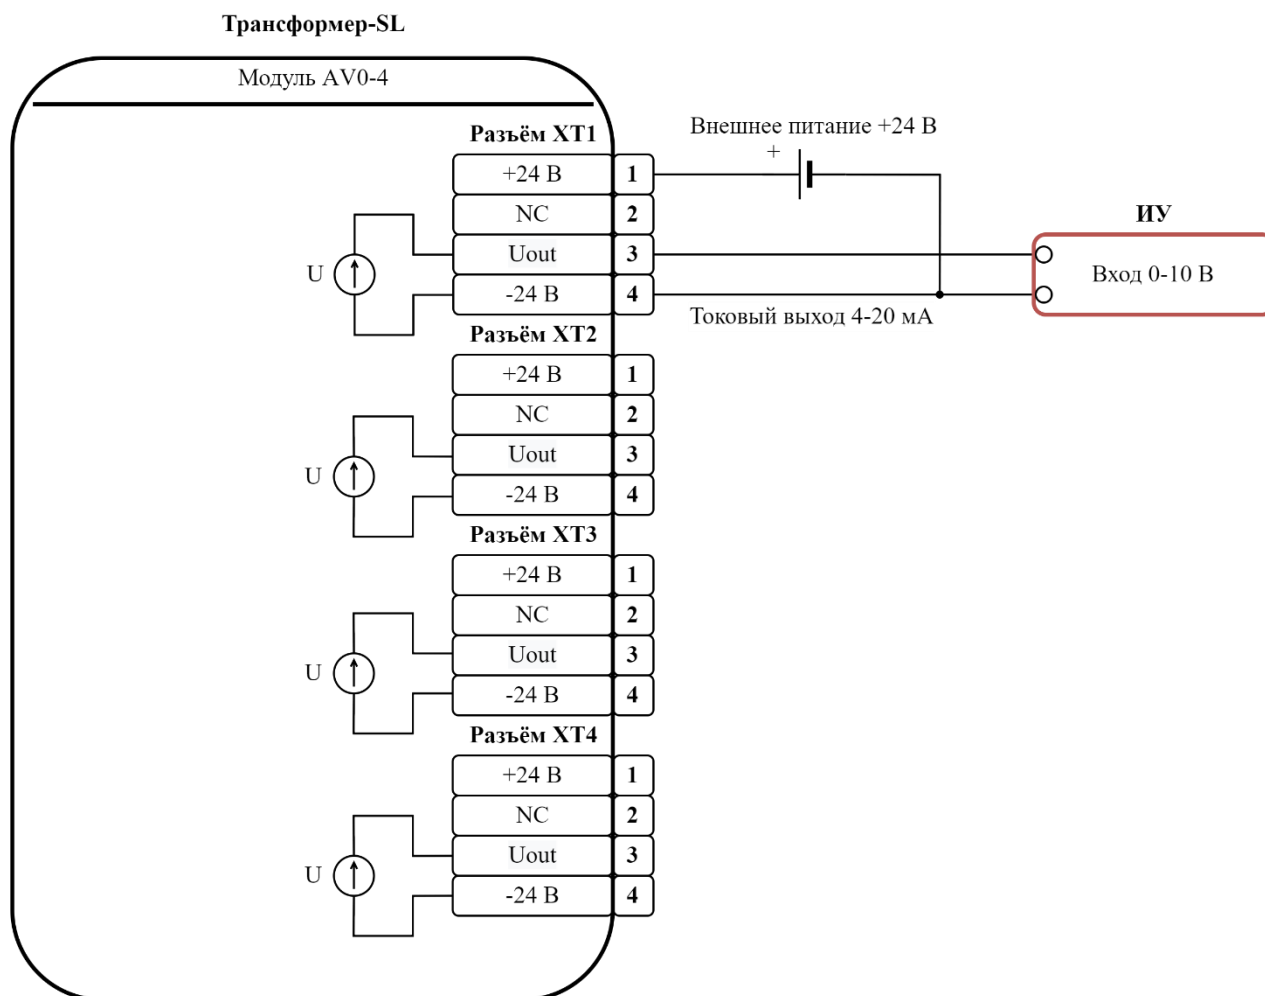 Трансформер-SL
Модуль AV0-4
Разъём XT1
+24 В 1
NC 2
Uout 3
-24 В 4
U
Внешнее питание +24 В
+
ИУ
Вход 0-10 В
Токовый выход 4-20 мА
Разъём XT2
+24 В 1
NC 2
Uout 3
-24 В 4
U
Разъём XT3
+24 В 1
NC 2
Uout 3
-24 В 4
U
Разъём XT4
+24 В 1
NC 2
Uout 3
-24 В 4
U